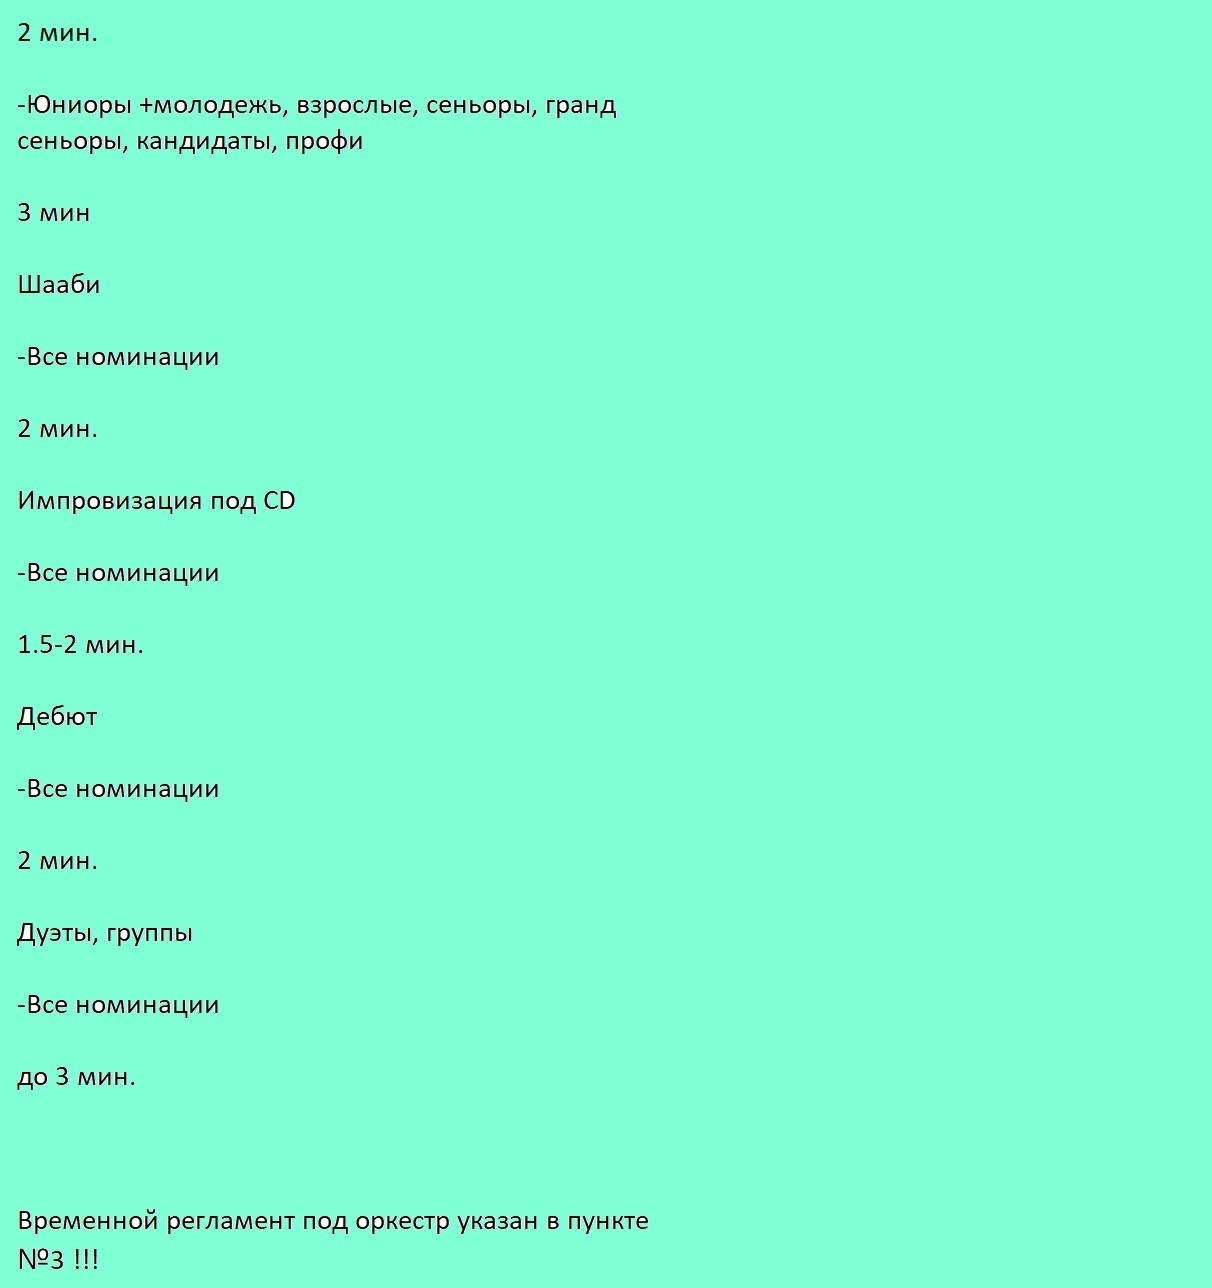 2 мин.
-Юниоры +молодежь, взрослые, сеньоры, гранд
сеньоры, кандидаты, профи
3 мин
Шааби
-Все номинации
2 мин.
Импровизация под CD
-Все номинации
1.5-2 мин.
Дебют
-Все номинации
2 мин.
Дуэты, группы
-Все номинации
до 3 мин.
Временной регламент под оркестр указан в пункте
№3 !!!